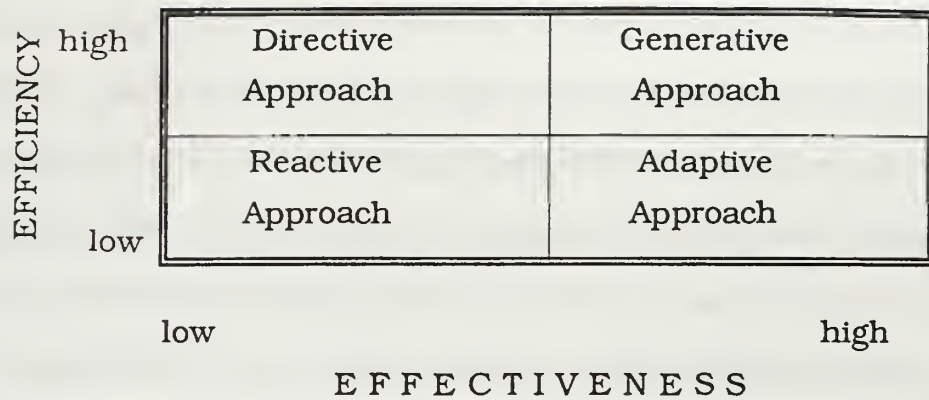 EFFICIENCY
high
Directive Approach
Generative Approach
Reactive Approach
Adaptive Approach
low
low
high
EFFECTIVENESS